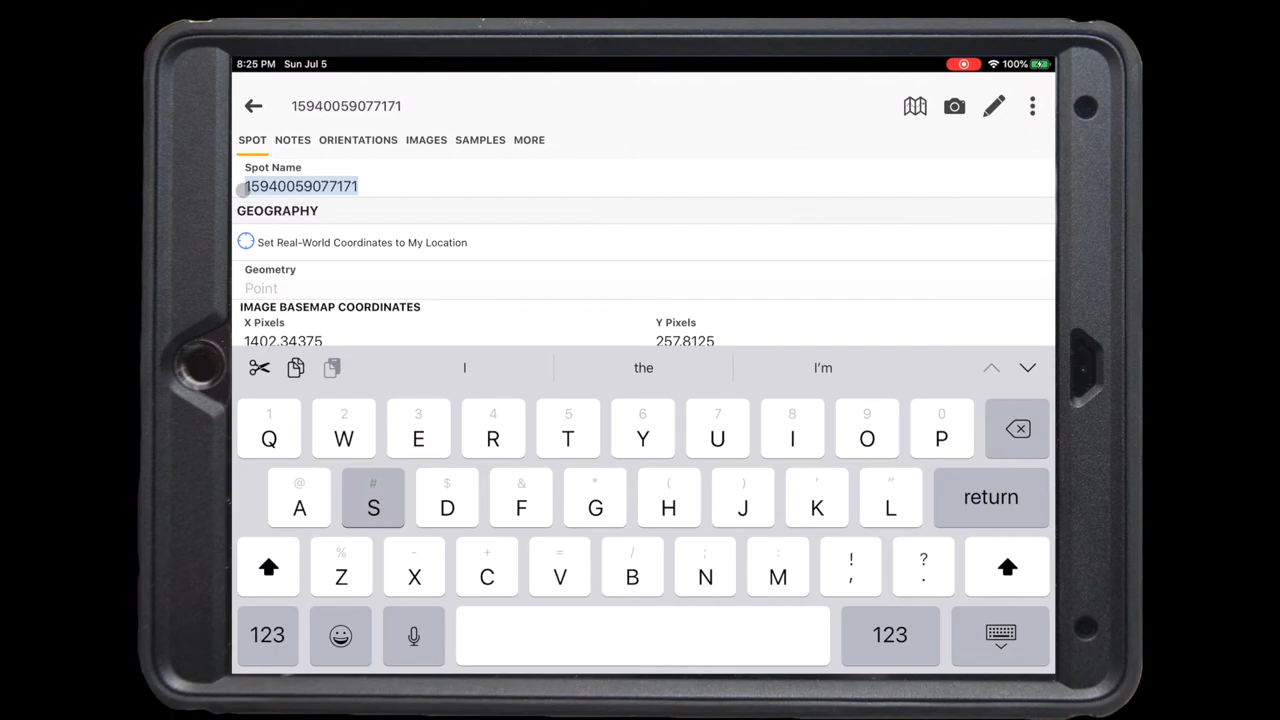 8:25 PM Sun Jul 5 100%
15940059077171
SPOT NOTES ORIENTATIONS IMAGES SAMPLES MORE
Spot Name
15940059077171
GEOGRAPHY
Set Real-World Coordinates to My Location
Geometry
Point
IMAGE BASEMAP COORDINATES
X Pixels Y Pixels
1402.34375 257.8125
I the I'm
1 2 3 4 5 6 7 8 9 0
Q W E R T Y U I O P
@ # $ & * ( ) ' "
A S D F G H J K L return
% - + = / ; : ! ?
Z X C V B N M , .
123 123